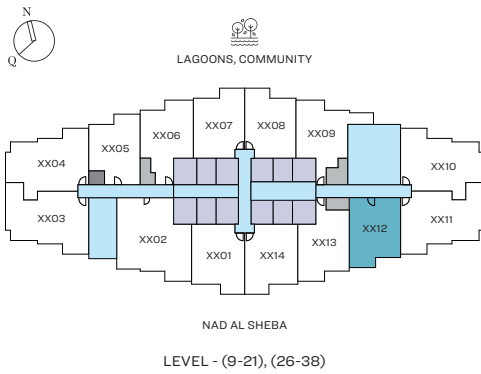 N
Q
LAGOONS, COMMUNITY
XX07 XX08
XX06 XX09
XX05
XX04 XX10
XX03 XX11
XX02 XX13 XX12
XX01 XX14
NAD AL SHEBA
LEVEL - (9-21), (26-38)